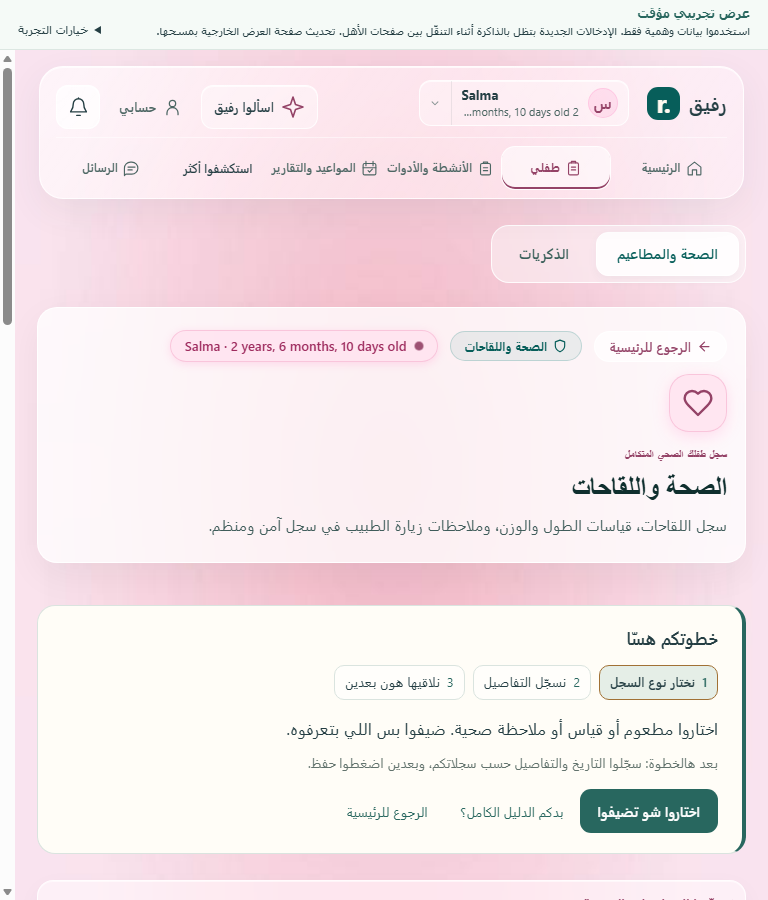 عرض تجريبي مؤقت
استخدموا بيانات وهمية فقط. الإدخالات الجديدة بتظل بالذاكرة أثناء التنقّل بين صفحات الأهل. تحديث صفحة العرض الخارجية بمسحها.
◀ خيارات التجربة
رفيق
r.
س
Salma
2 months, 10 days old...
اسألوا رفيق
حسابي
الرئيسية
طفلي
الأنشطة والأدوات
المواعيد والتقارير
استكشفوا أكثر
الرسائل
الصحة والمطاعيم
الذكريات
الرجوع للرئيسية
الصحة واللقاحات
Salma · 2 years, 6 months, 10 days old
سجل طفلك الصحي المتكامل
الصحة واللقاحات
سجل اللقاحات، قياسات الطول والوزن، وملاحظات زيارة الطبيب في سجل آمن ومنظم.
خطوتكم هسّا
1 نختار نوع السجل
2 نسجّل التفاصيل
3 نلاقيها هون بعدين
اختاروا مطعوم أو قياس أو ملاحظة صحية. ضيفوا بس اللي بتعرفوه.
بعد هالخطوة: سجّلوا التاريخ والتفاصيل حسب سجلاتكم، وبعدين اضغطوا حفظ.
اختاروا شو تضيفوا
بدكم الدليل الكامل؟
الرجوع للرئيسية